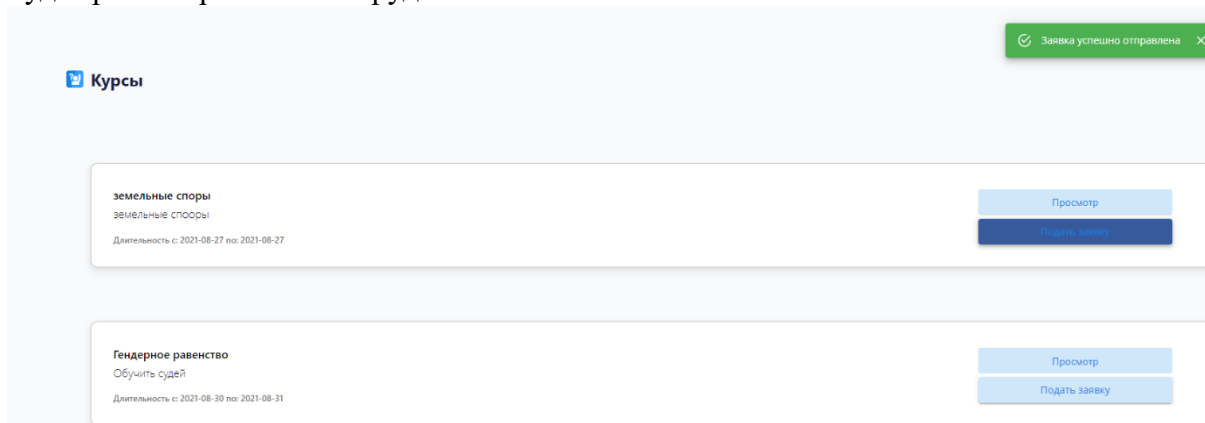 Заявка успешно отправлена
Курсы
земельные споры
земельные спооры
Длительность с: 2021-08-27 по: 2021-08-27
Просмотр
Подать заявку
Гендерное равенство
Обучить судей
Длительность с: 2021-08-30 по: 2021-08-31
Просмотр
Подать заявку